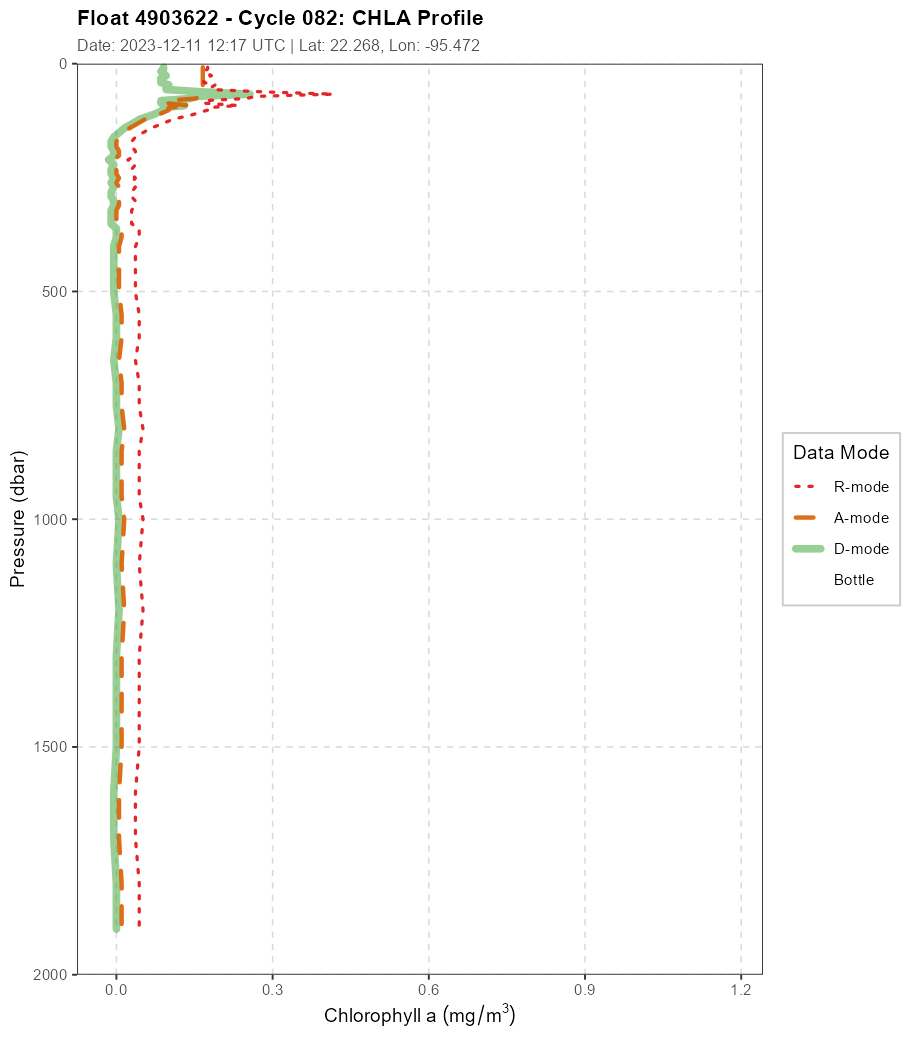 Float 4903622 - Cycle 082: CHLA Profile
Date: 2023-12-11 12:17 UTC | Lat: 22.268, Lon: -95.472
0
500
1000
1500
2000
Pressure (dbar)
0.0 0.3 0.6 0.9 1.2
Chlorophyll a (mg/m³)
Data Mode
R-mode
A-mode
D-mode
Bottle